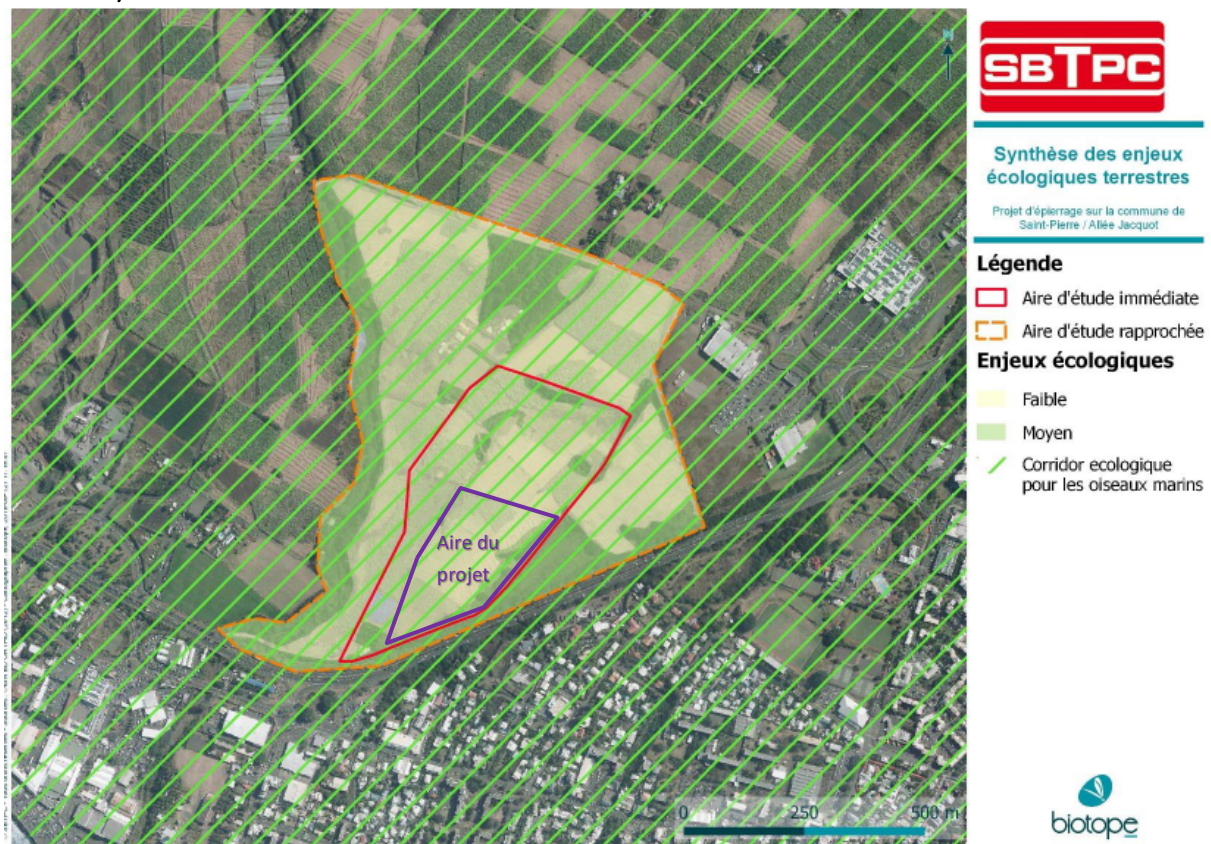 N
SBTPC
Synthèse des enjeux
écologiques terrestres
Projet d'épierrage sur la commune de
Saint-Pierre / Allée Jacquot
Légende
Aire d'étude immédiate
Aire d'étude rapprochée
Enjeux écologiques
Faible
Moyen
Corridor ecologique
pour les oiseaux marins
Aire du
projet
0 250 500 m
biotope